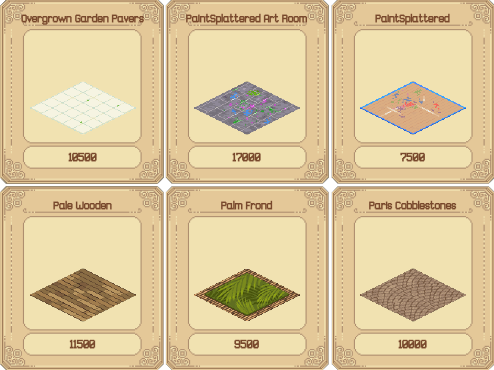 Overgrown Garden Pavers
PaintSplattered Art Room
PaintSplattered
10500
17000
7500
Pale Wooden
Palm Frond
Paris Cobblestones
11500
9500
10000